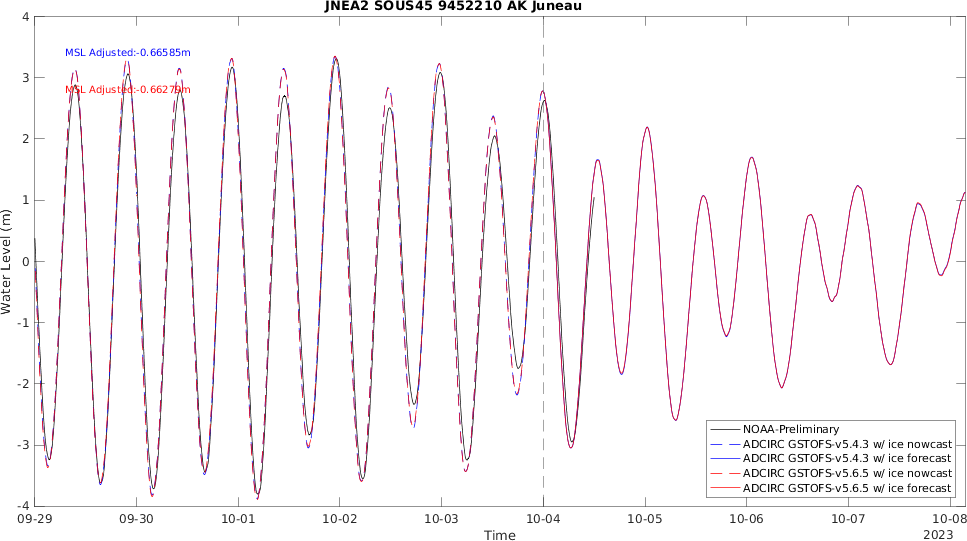 JNEA2 SOUS45 9452210 AK Juneau
MSL Adjusted:-0.66585m
MSL Adjusted:-0.66279m
4
3
2
1
0
-1
-2
-3
-4
Water Level (m)
NOAA-Preliminary
ADCIRC GSTOFS-v5.4.3 w/ ice nowcast
ADCIRC GSTOFS-v5.4.3 w/ ice forecast
ADCIRC GSTOFS-v5.6.5 w/ ice nowcast
ADCIRC GSTOFS-v5.6.5 w/ ice forecast
09-29 09-30 10-01 10-02 10-03 10-04 10-05 10-06 10-07 10-08
Time
2023